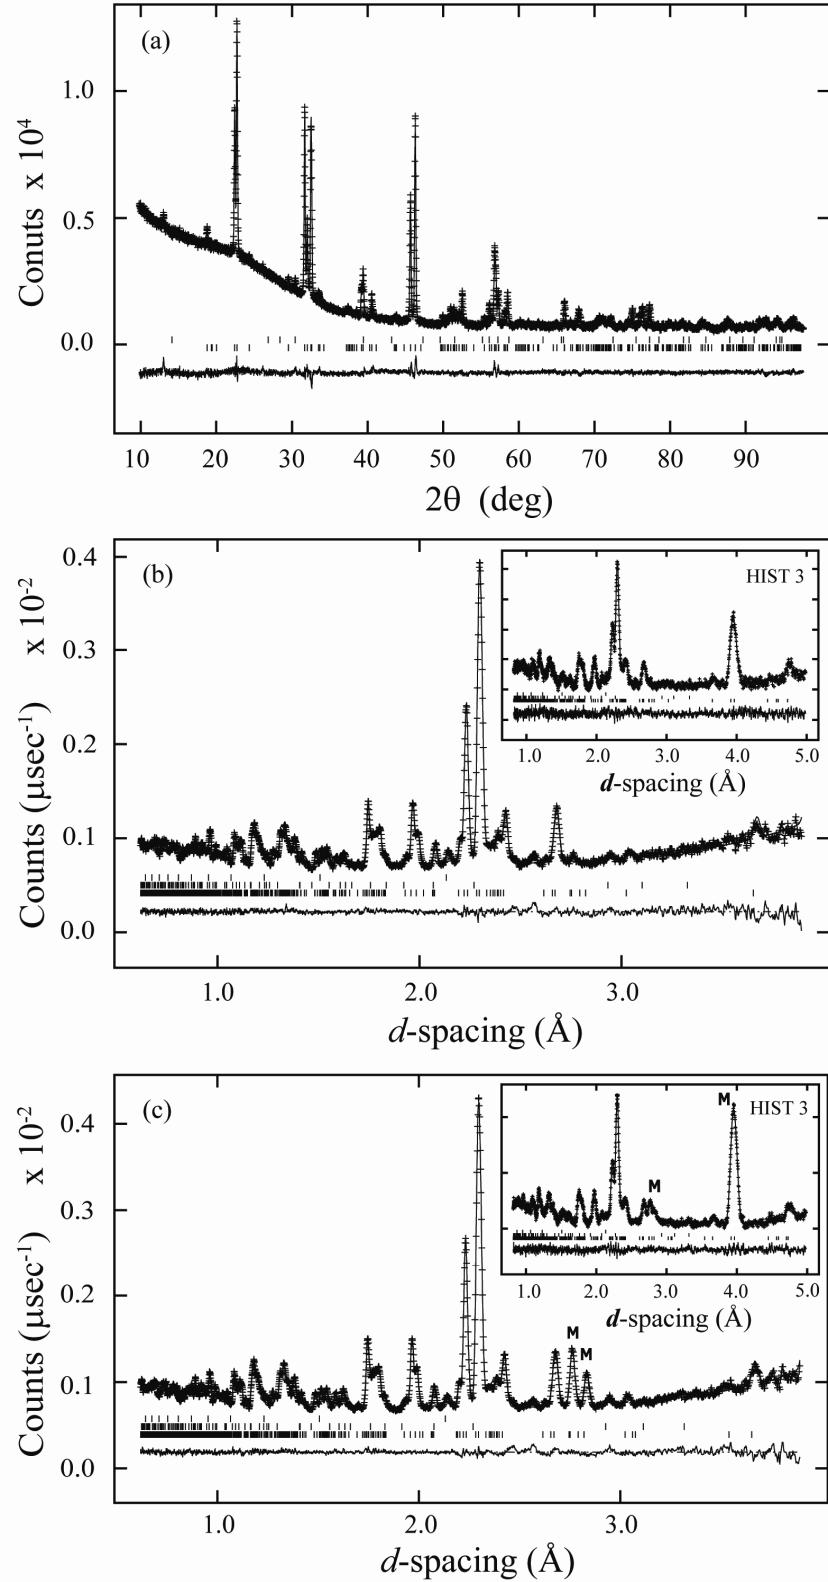 (a)
Conuts x 10⁴
1.0
0.5
0.0
10 20 30 40 50 60 70 80 90
2θ (deg)
(b)
HIST 3
Counts (μsec⁻¹) x 10⁻²
0.4
0.3
0.2
0.1
0.0
1.0 2.0 3.0 4.0 5.0
d-spacing (Å)
1.0 2.0 3.0
d-spacing (Å)
(c)
M
HIST 3
M
Counts (μsec⁻¹) x 10⁻²
0.4
0.3
0.2
0.1
0.0
1.0 2.0 3.0 4.0 5.0
d-spacing (Å)
M
M
1.0 2.0 3.0
d-spacing (Å)